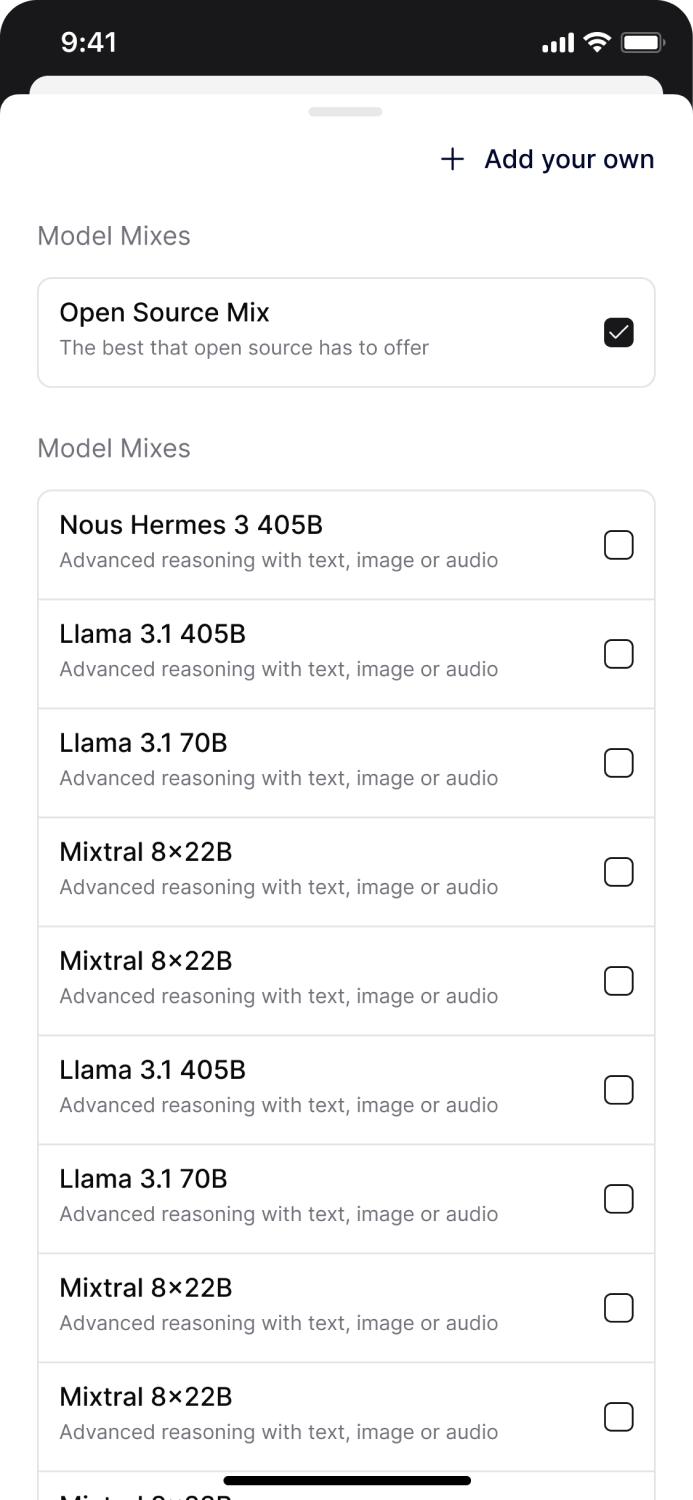 9:41
Add your own
Model Mixes
Open Source Mix
The best that open source has to offer
Model Mixes
Nous Hermes 3 405B
Advanced reasoning with text, image or audio
Llama 3.1 405B
Advanced reasoning with text, image or audio
Llama 3.1 70B
Advanced reasoning with text, image or audio
Mixtral 8×22B
Advanced reasoning with text, image or audio
Mixtral 8×22B
Advanced reasoning with text, image or audio
Llama 3.1 405B
Advanced reasoning with text, image or audio
Llama 3.1 70B
Advanced reasoning with text, image or audio
Mixtral 8×22B
Advanced reasoning with text, image or audio
Mixtral 8×22B
Advanced reasoning with text, image or audio